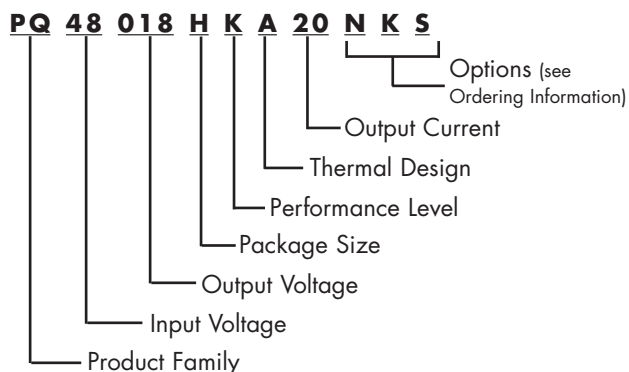 PQ 48 018 H K A 20 N K S
Options (see
Ordering Information)
Output Current
Thermal Design
Performance Level
Package Size
Output Voltage
Input Voltage
Product Family